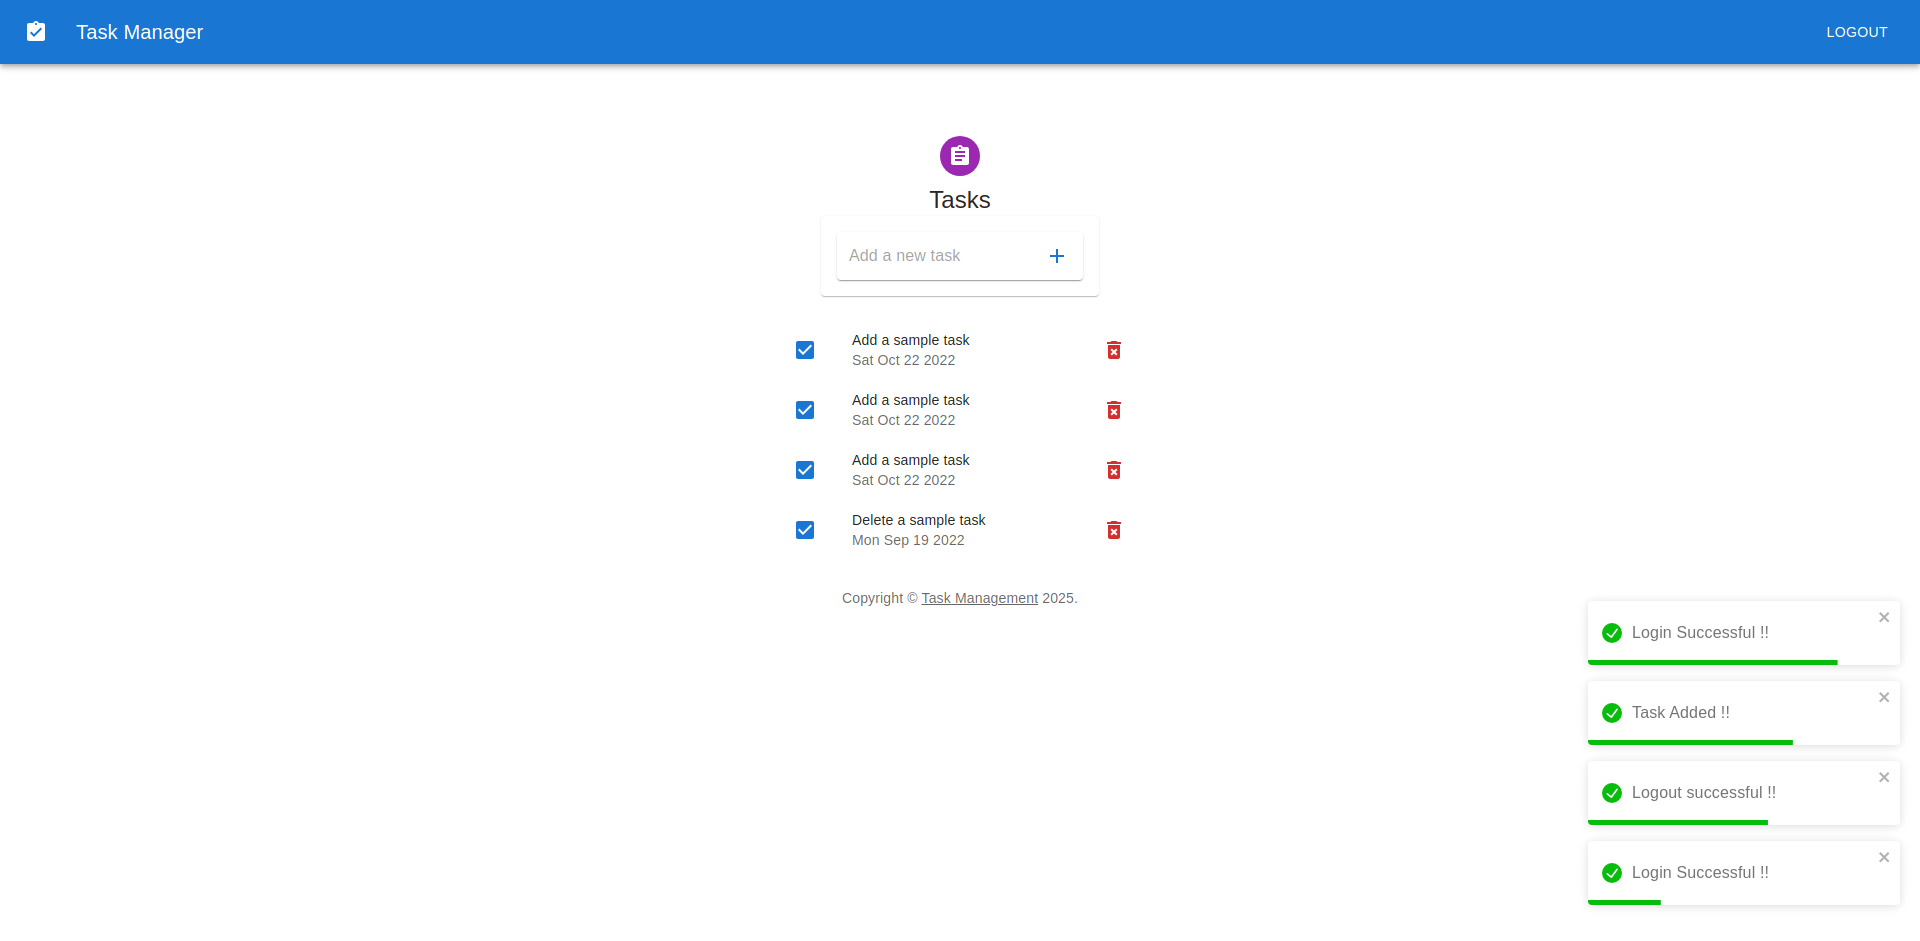 Task Manager
LOGOUT
Tasks
Add a new task
Add a sample task
Sat Oct 22 2022
Add a sample task
Sat Oct 22 2022
Add a sample task
Sat Oct 22 2022
Delete a sample task
Mon Sep 19 2022
Copyright © Task Management 2025.
Login Successful !!
Task Added !!
Logout successful !!
Login Successful !!